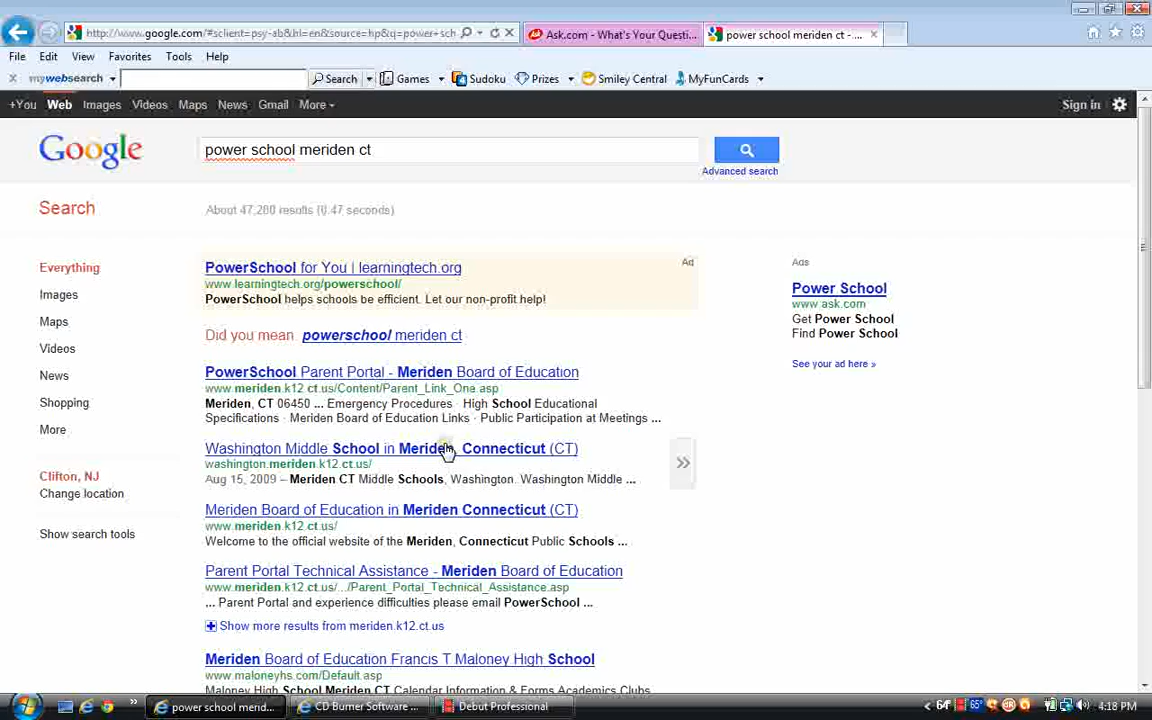 http://www.google.com/#sclient=psy-ab&hl=en&source=hp&q=power+sch
Ask.com - What's Your Questi...
power school meriden ct - ...
File Edit View Favorites Tools Help
mywebsearch Search Games Sudoku Prizes Smiley Central MyFunCards
+You Web Images Videos Maps News Gmail More Sign in
Google power school meriden ct
Advanced search
Search About 47,200 results (0.47 seconds)
Everything
Images
Maps
Videos
News
Shopping
More
Clifton, NJ
Change location
Show search tools
PowerSchool for You | learningtech.org Ad
www.learningtech.org/powerschool/
PowerSchool helps schools be efficient. Let our non-profit help!
Did you mean powerschool meriden ct
PowerSchool Parent Portal - Meriden Board of Education
www.meriden.k12.ct.us/Content/Parent_Link_One.asp
Meriden, CT 06450 ... Emergency Procedures · High School Educational
Specifications · Meriden Board of Education Links · Public Participation at Meetings ...
Washington Middle School in Meriden, Connecticut (CT)
washington.meriden.k12.ct.us/
Aug 15, 2009 – Meriden CT Middle Schools, Washington. Washington Middle ...
Meriden Board of Education in Meriden Connecticut (CT)
www.meriden.k12.ct.us/
Welcome to the official website of the Meriden, Connecticut Public Schools ...
Parent Portal Technical Assistance - Meriden Board of Education
www.meriden.k12.ct.us/.../Parent_Portal_Technical_Assistance.asp
... Parent Portal and experience difficulties please email PowerSchool ...
Show more results from meriden.k12.ct.us
Meriden Board of Education Francis T Maloney High School
www.maloneyhs.com/Default.asp
Maloney High School Meriden CT Calendar Information & Forms Academics Clubs
Ads
Power School
www.ask.com
Get Power School
Find Power School
See your ad here »
power school merid... CD Burner Software ... Debut Professional 64° 65° 4:18 PM